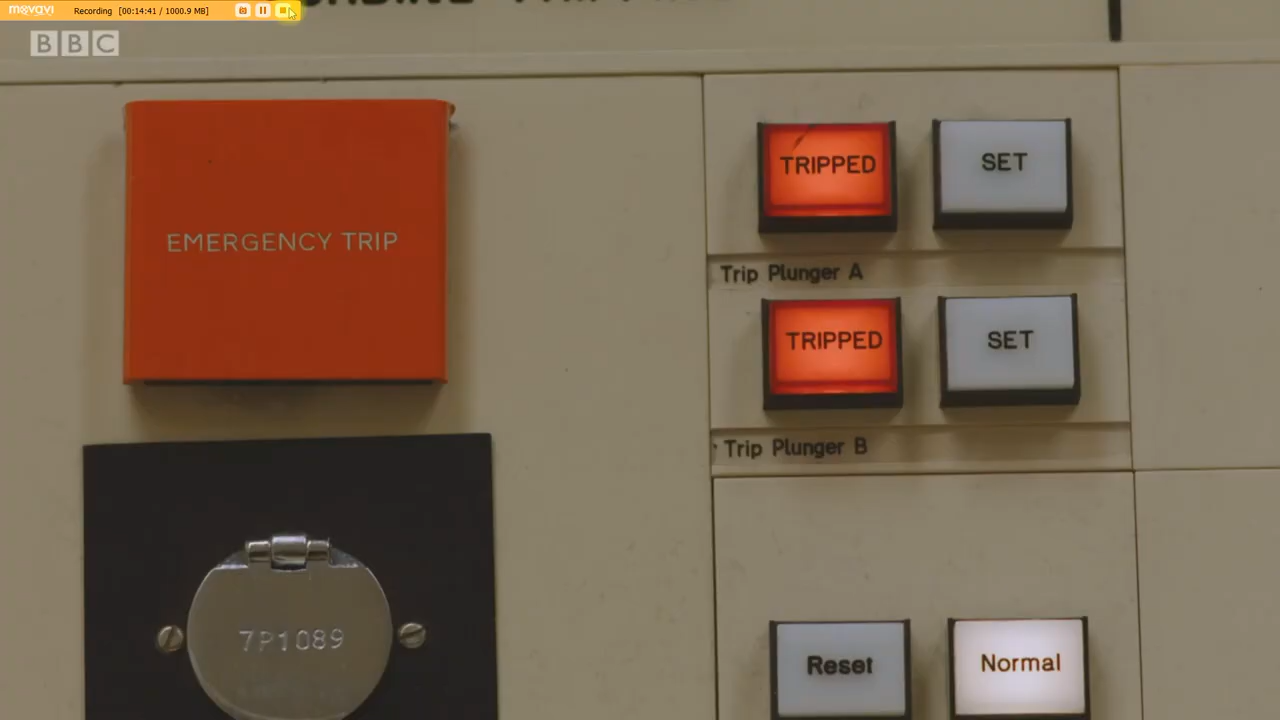 movavi
Recording [00:14:41 / 1000.9 MB]
BBC
EMERGENCY TRIP
TRIPPED
SET
Trip Plunger A
TRIPPED
SET
Trip Plunger B
7P1089
Reset
Normal